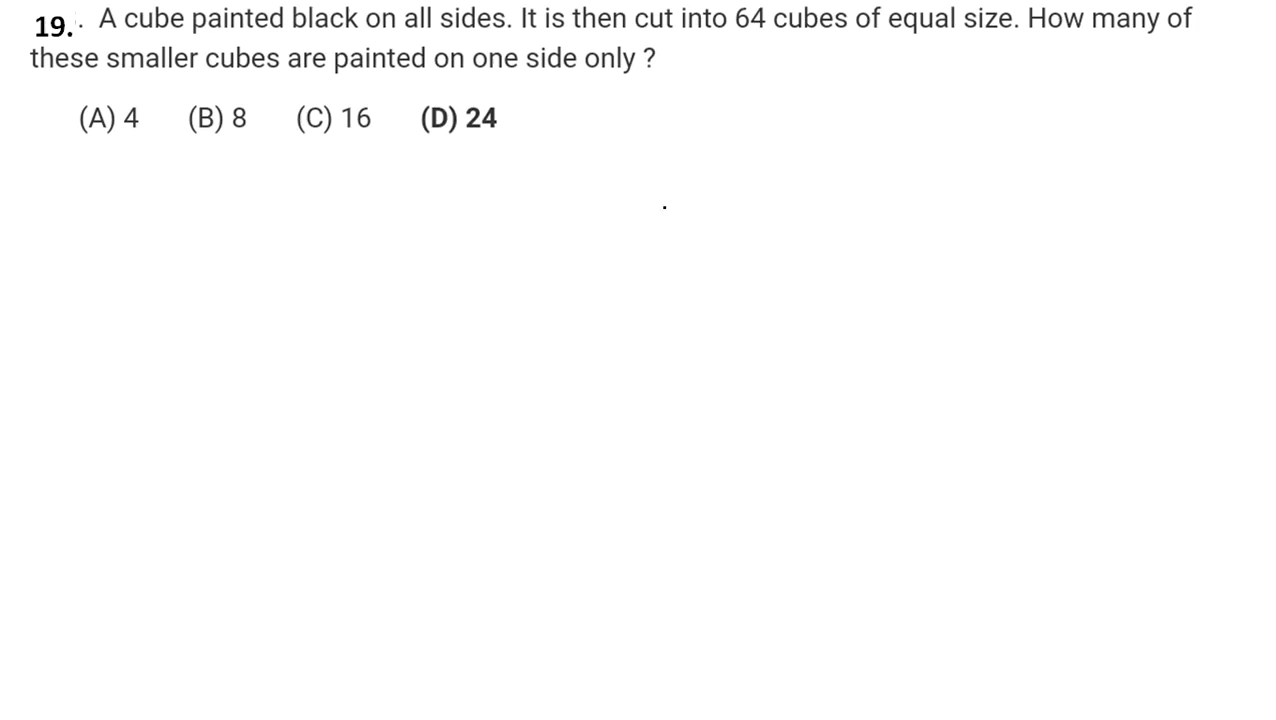 19. . A cube painted black on all sides. It is then cut into 64 cubes of equal size. How many of
these smaller cubes are painted on one side only ?
(A) 4 (B) 8 (C) 16 (D) 24